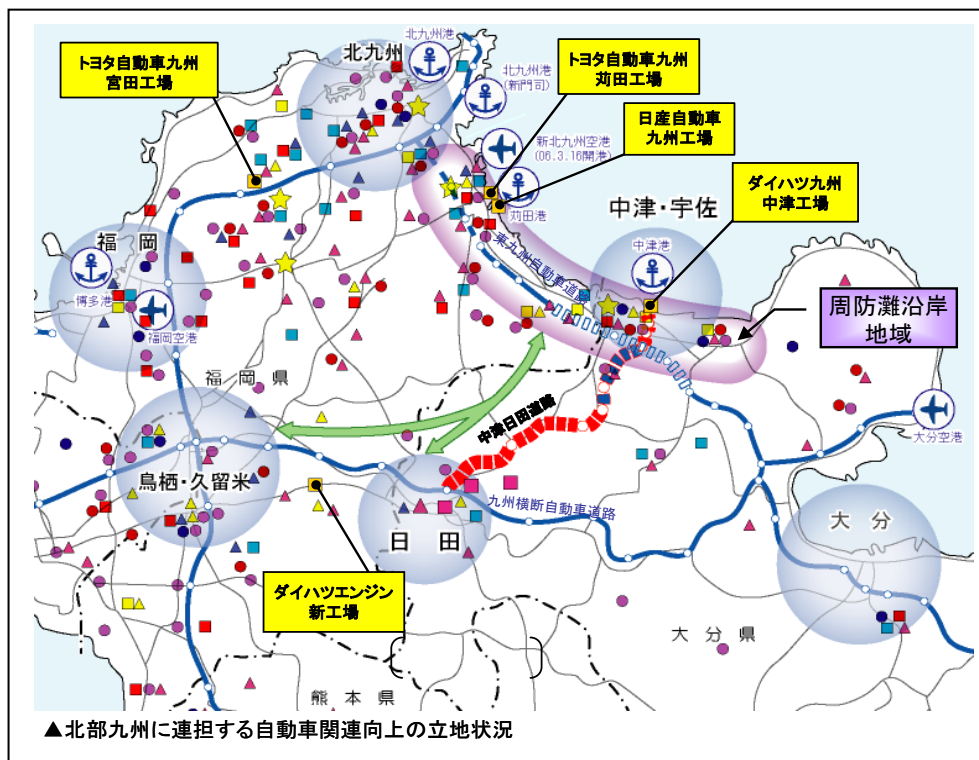 トヨタ自動車九州
宮田工場
北九州
北九州港
北九州港
(新門司)
トヨタ自動車九州
苅田工場
日産自動車
九州工場
新北九州空港
(06.3.16開港)
苅田港
ダイハツ九州
中津工場
中津・宇佐
中津港
福岡
博多港
福岡空港
東九州自動車道路
周防灘沿岸
地域
福岡県
中津日田道路
大分空港
鳥栖・久留米
九州横断自動車道路
日田
大分
ダイハツエンジン
新工場
大分県
熊本県
▲北部九州に連担する自動車関連向上の立地状況